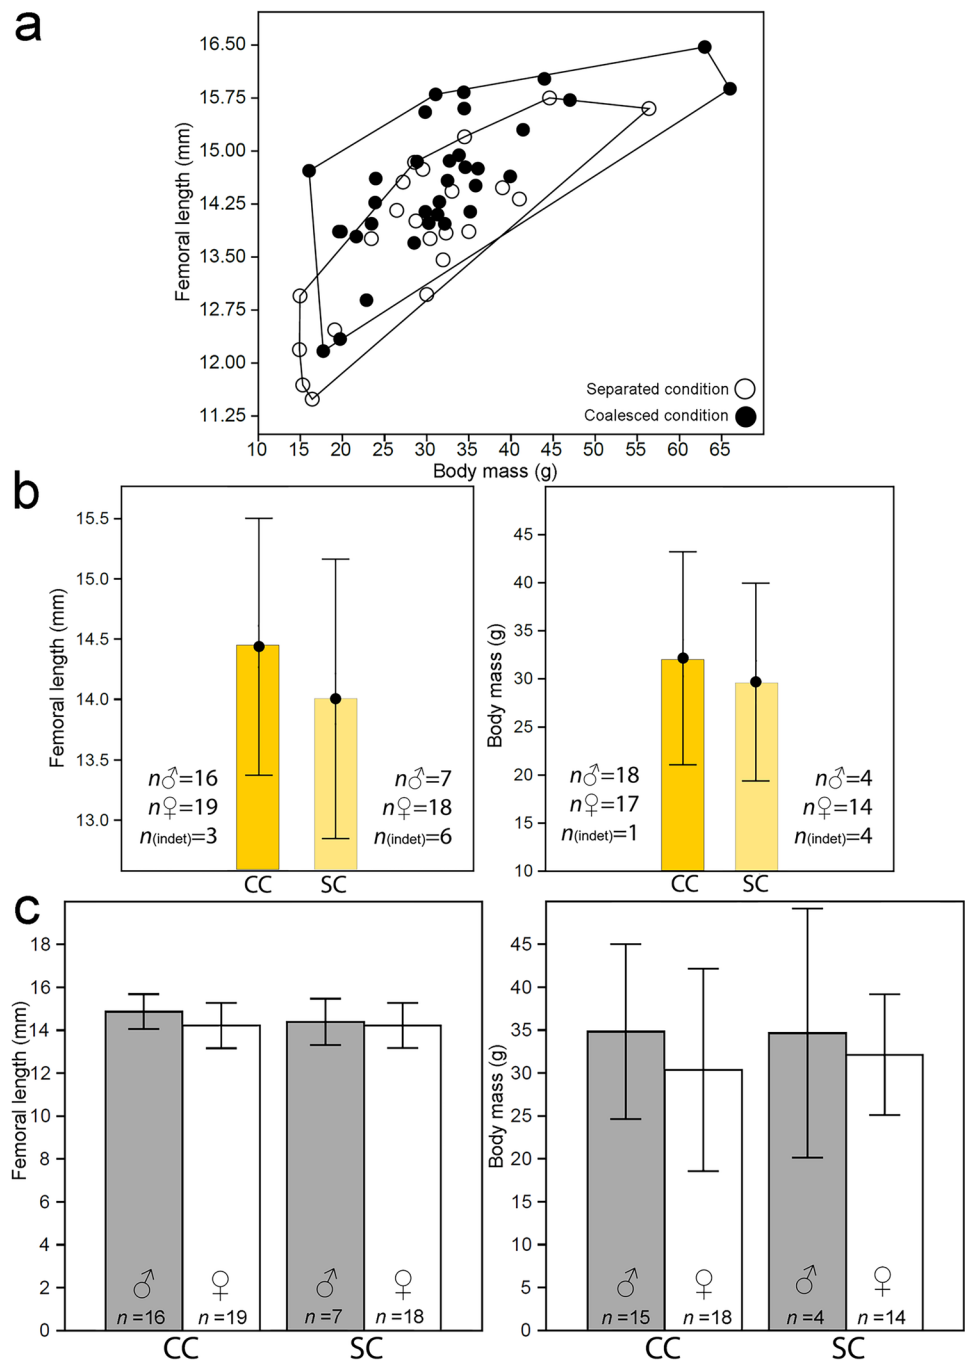 a
16.50
15.75
15.00
14.25
13.50
12.75
12.00
11.25
Femoral length (mm)
Separated condition
Coalesced condition
10 15 20 25 30 35 40 45 50 55 60 65
Body mass (g)
b
15.5
15.0
14.5
14.0
13.5
13.0
Femoral length (mm)
n♂=16
n♀=19
n(indet)=3
n♂=7
n♀=18
n(indet)=6
CC SC
45
40
35
30
25
20
15
10
Body mass (g)
n♂=18
n♀=17
n(indet)=1
n♂=4
n♀=14
n(indet)=4
CC SC
c
18
16
14
12
10
8
6
4
2
0
Femoral length (mm)
♂ ♀ ♂ ♀
n=16 n=19 n=7 n=18
CC SC
45
40
35
30
25
20
15
10
5
0
Body mass (g)
♂ ♀ ♂ ♀
n=15 n=18 n=4 n=14
CC SC